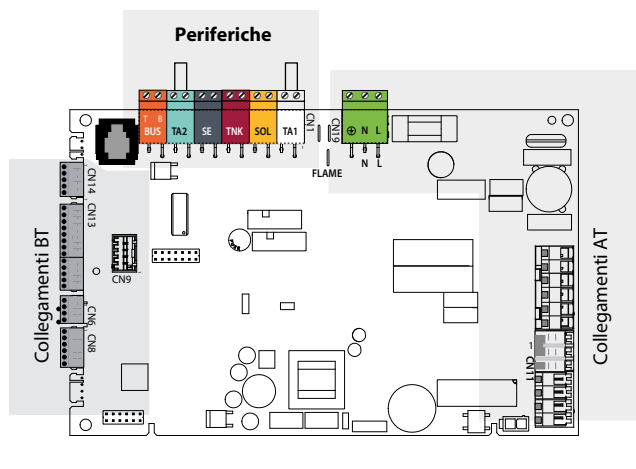 Periferiche
T B
BUS TA2 SE TNK SOL TA1
CN1
CN19
N L
N L
FLAME
CN14
CN13
CN9
CN6
CN8
Collegamenti BT
Collegamenti AT
1
CN11